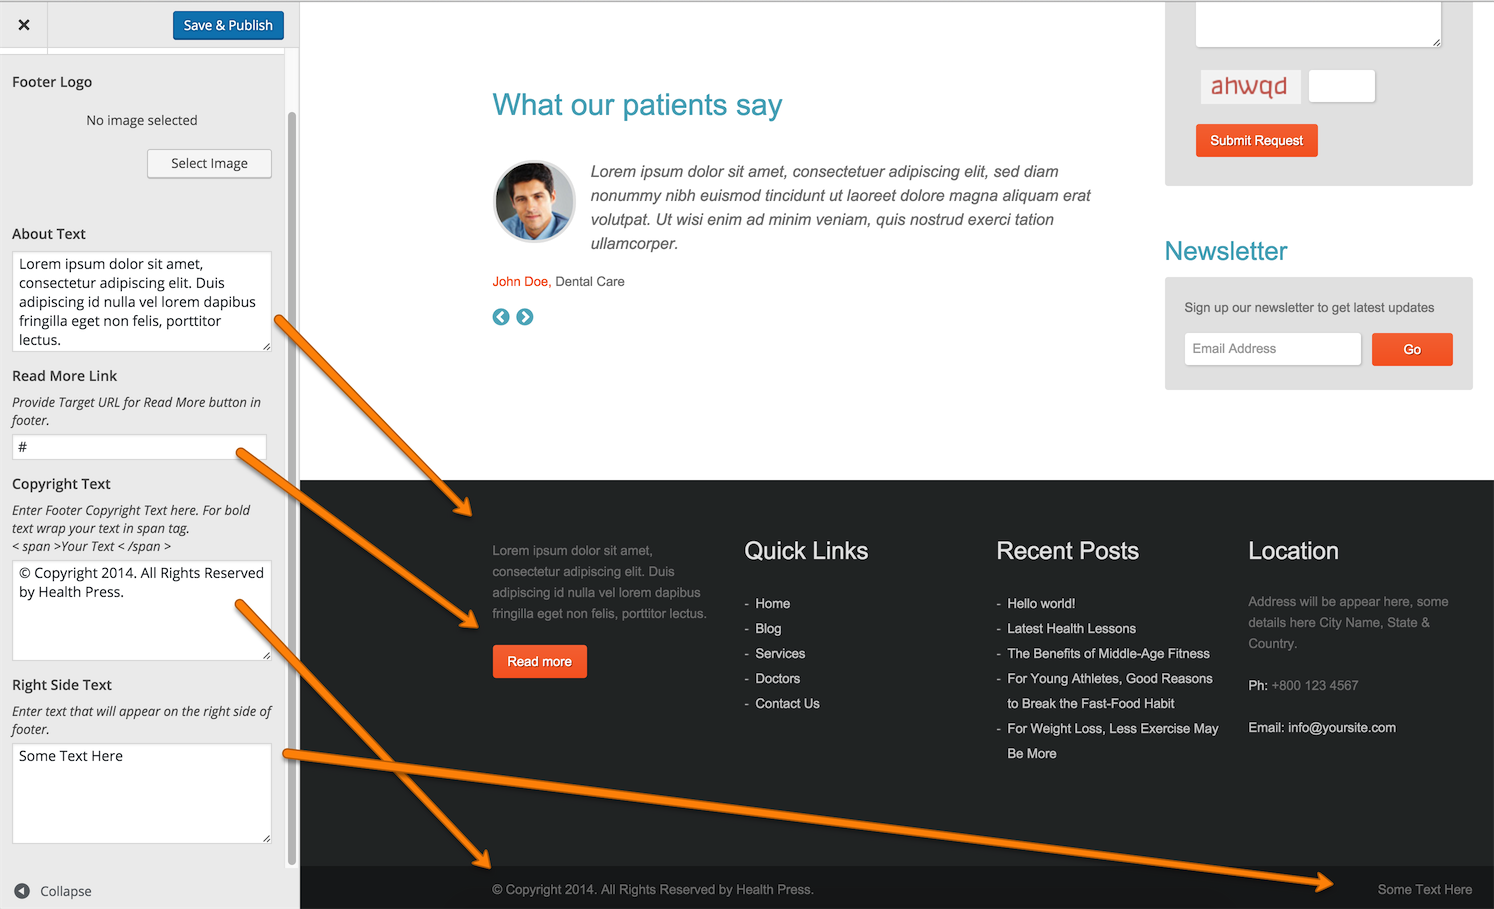 Save & Publish
Footer Logo
No image selected
Select Image
About Text
Lorem ipsum dolor sit amet,
consectetur adipiscing elit. Duis
adipiscing id nulla vel lorem dapibus
fringilla eget non felis, porttitor
lectus.
Read More Link
Provide Target URL for Read More button in
footer.
#
Copyright Text
Enter Footer Copyright Text here. For bold
text wrap your text in span tag.
< span >Your Text < /span >
© Copyright 2014. All Rights Reserved
by Health Press.
Right Side Text
Enter text that will appear on the right side of
footer.
Some Text Here
Collapse
What our patients say
Lorem ipsum dolor sit amet, consectetuer adipiscing elit, sed diam
nonummy nibh euismod tincidunt ut laoreet dolore magna aliquam erat
volutpat. Ut wisi enim ad minim veniam, quis nostrud exerci tation
ullamcorper.
John Doe, Dental Care
ahwqd
Submit Request
Newsletter
Sign up our newsletter to get latest updates
Email Address
Go
Lorem ipsum dolor sit amet,
consectetur adipiscing elit. Duis
adipiscing id nulla vel lorem dapibus
fringilla eget non felis, porttitor lectus.
Read more
Quick Links
- Home
- Blog
- Services
- Doctors
- Contact Us
Recent Posts
- Hello world!
- Latest Health Lessons
- The Benefits of Middle-Age Fitness
- For Young Athletes, Good Reasons
to Break the Fast-Food Habit
- For Weight Loss, Less Exercise May
Be More
Location
Address will be appear here, some
details here City Name, State &
Country.
Ph: +800 123 4567
Email: info@yoursite.com
© Copyright 2014. All Rights Reserved by Health Press.
Some Text Here